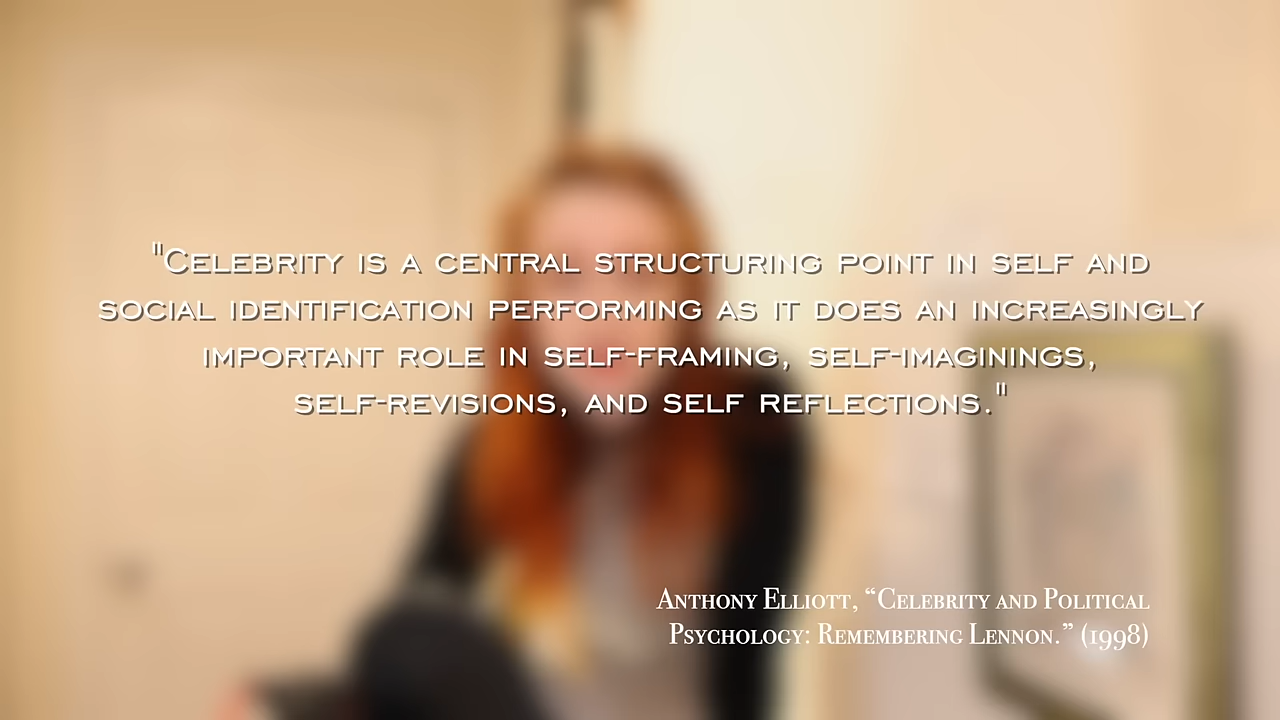 "Celebrity is a central structuring point in self and
social identification performing as it does an increasingly
important role in self-framing, self-imaginings,
self-revisions, and self reflections."
Anthony Elliott, “Celebrity and Political
Psychology: Remembering Lennon.” (1998)